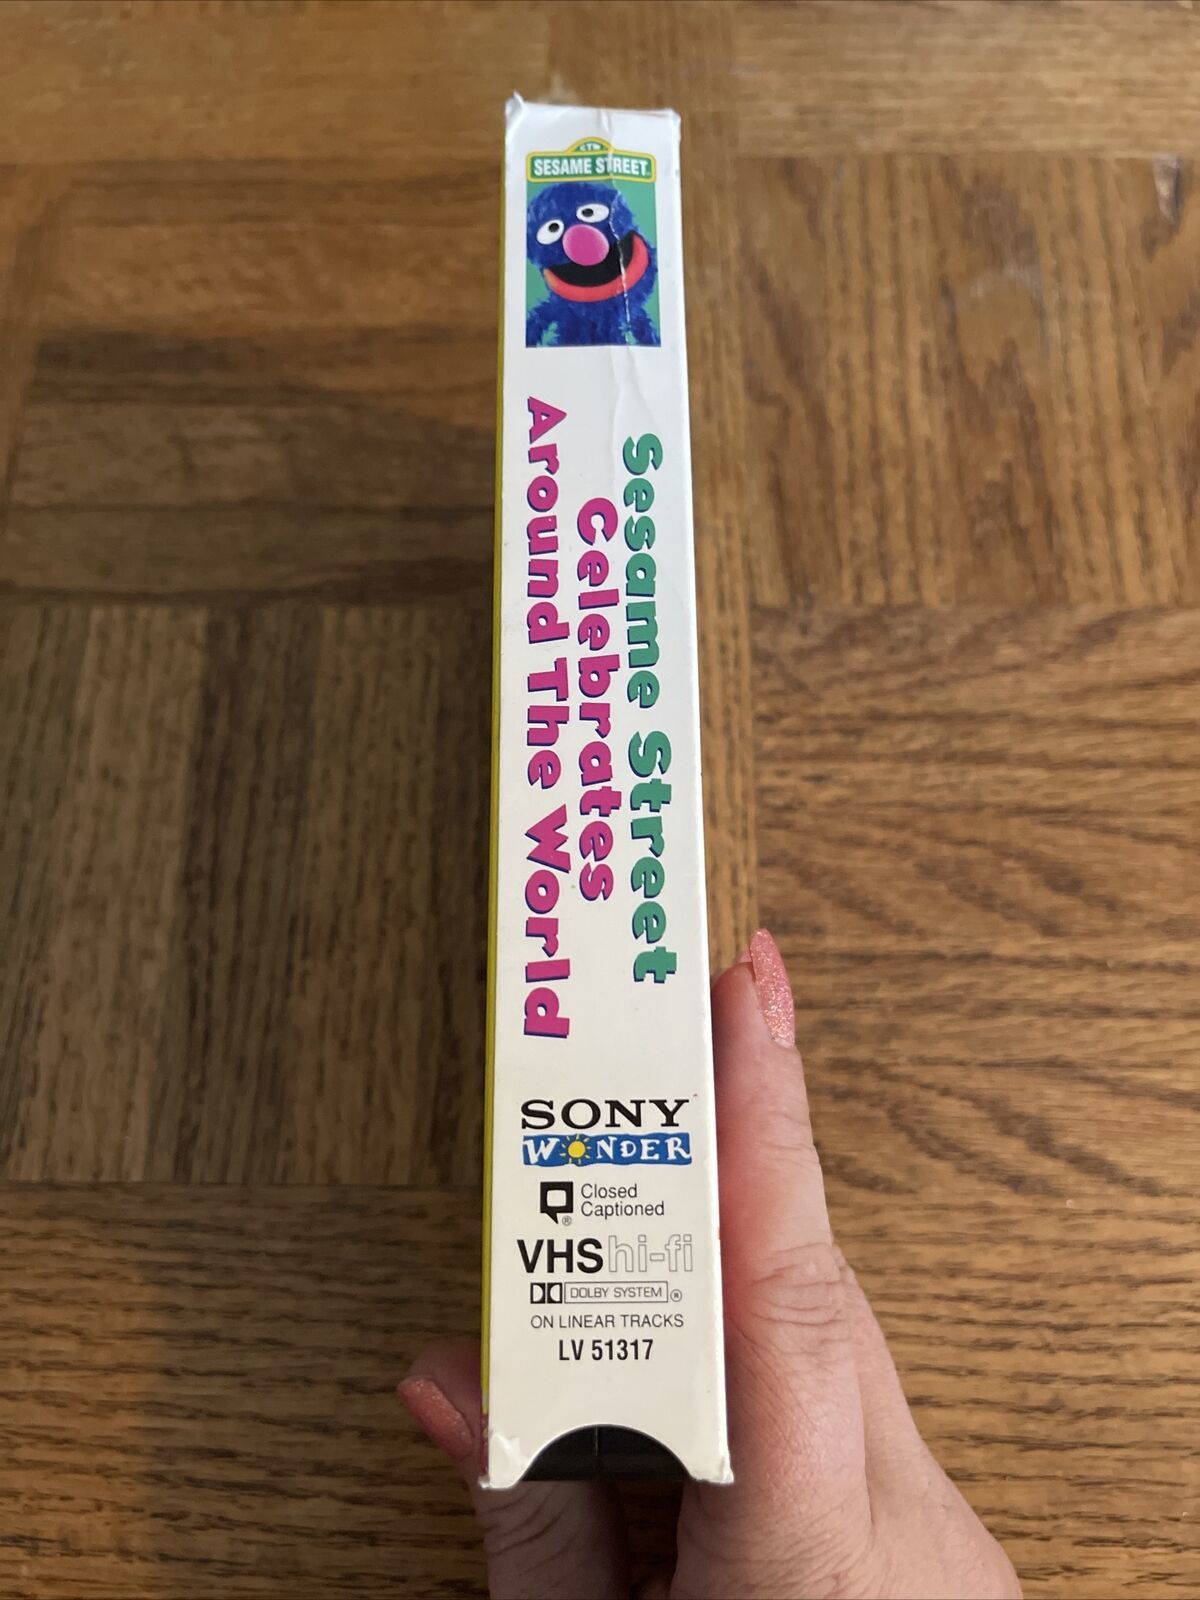 CTW
SESAME STREET
Sesame Street
Celebrates
Around The World
SONY
WONDER
Closed
Captioned
®
VHS hi-fi
DOLBY SYSTEM ®
ON LINEAR TRACKS
LV 51317